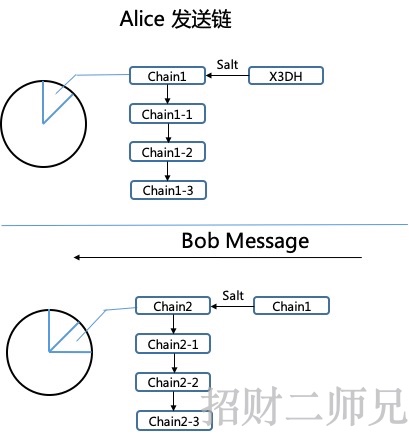 Alice 发送链
Salt
Chain1
X3DH
Chain1-1
Chain1-2
Chain1-3
Bob Message
Salt
Chain2
Chain1
Chain2-1
Chain2-2
Chain2-3
招财二师兄